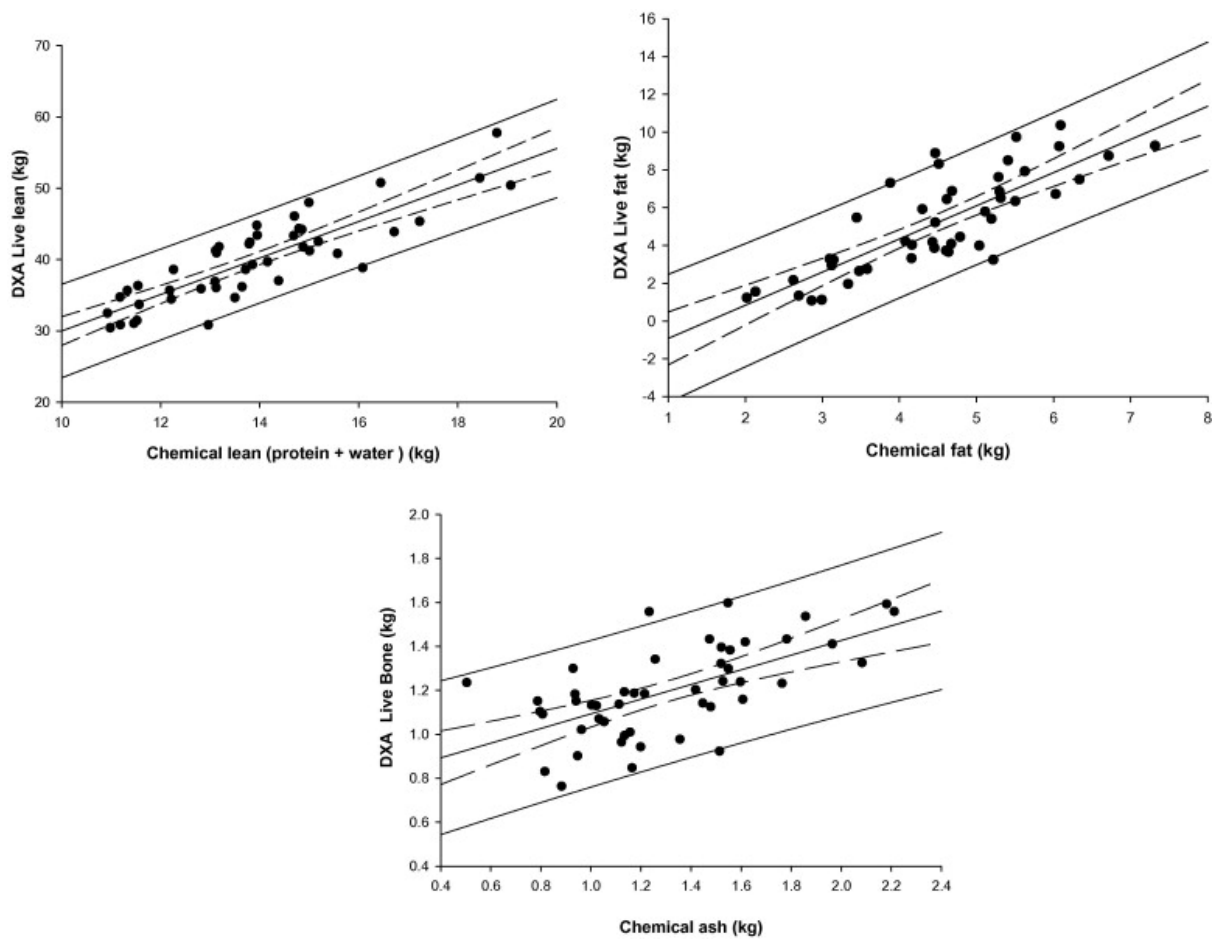 70
60
50
40
30
20
DXA Live lean (kg)
10 12 14 16 18 20
Chemical lean (protein + water ) (kg)
16
14
12
10
8
6
4
2
0
-2
-4
DXA Live fat (kg)
1 2 3 4 5 6 7 8
Chemical fat (kg)
2.0
1.8
1.6
1.4
1.2
1.0
0.8
0.6
0.4
DXA Live Bone (kg)
0.4 0.6 0.8 1.0 1.2 1.4 1.6 1.8 2.0 2.2 2.4
Chemical ash (kg)